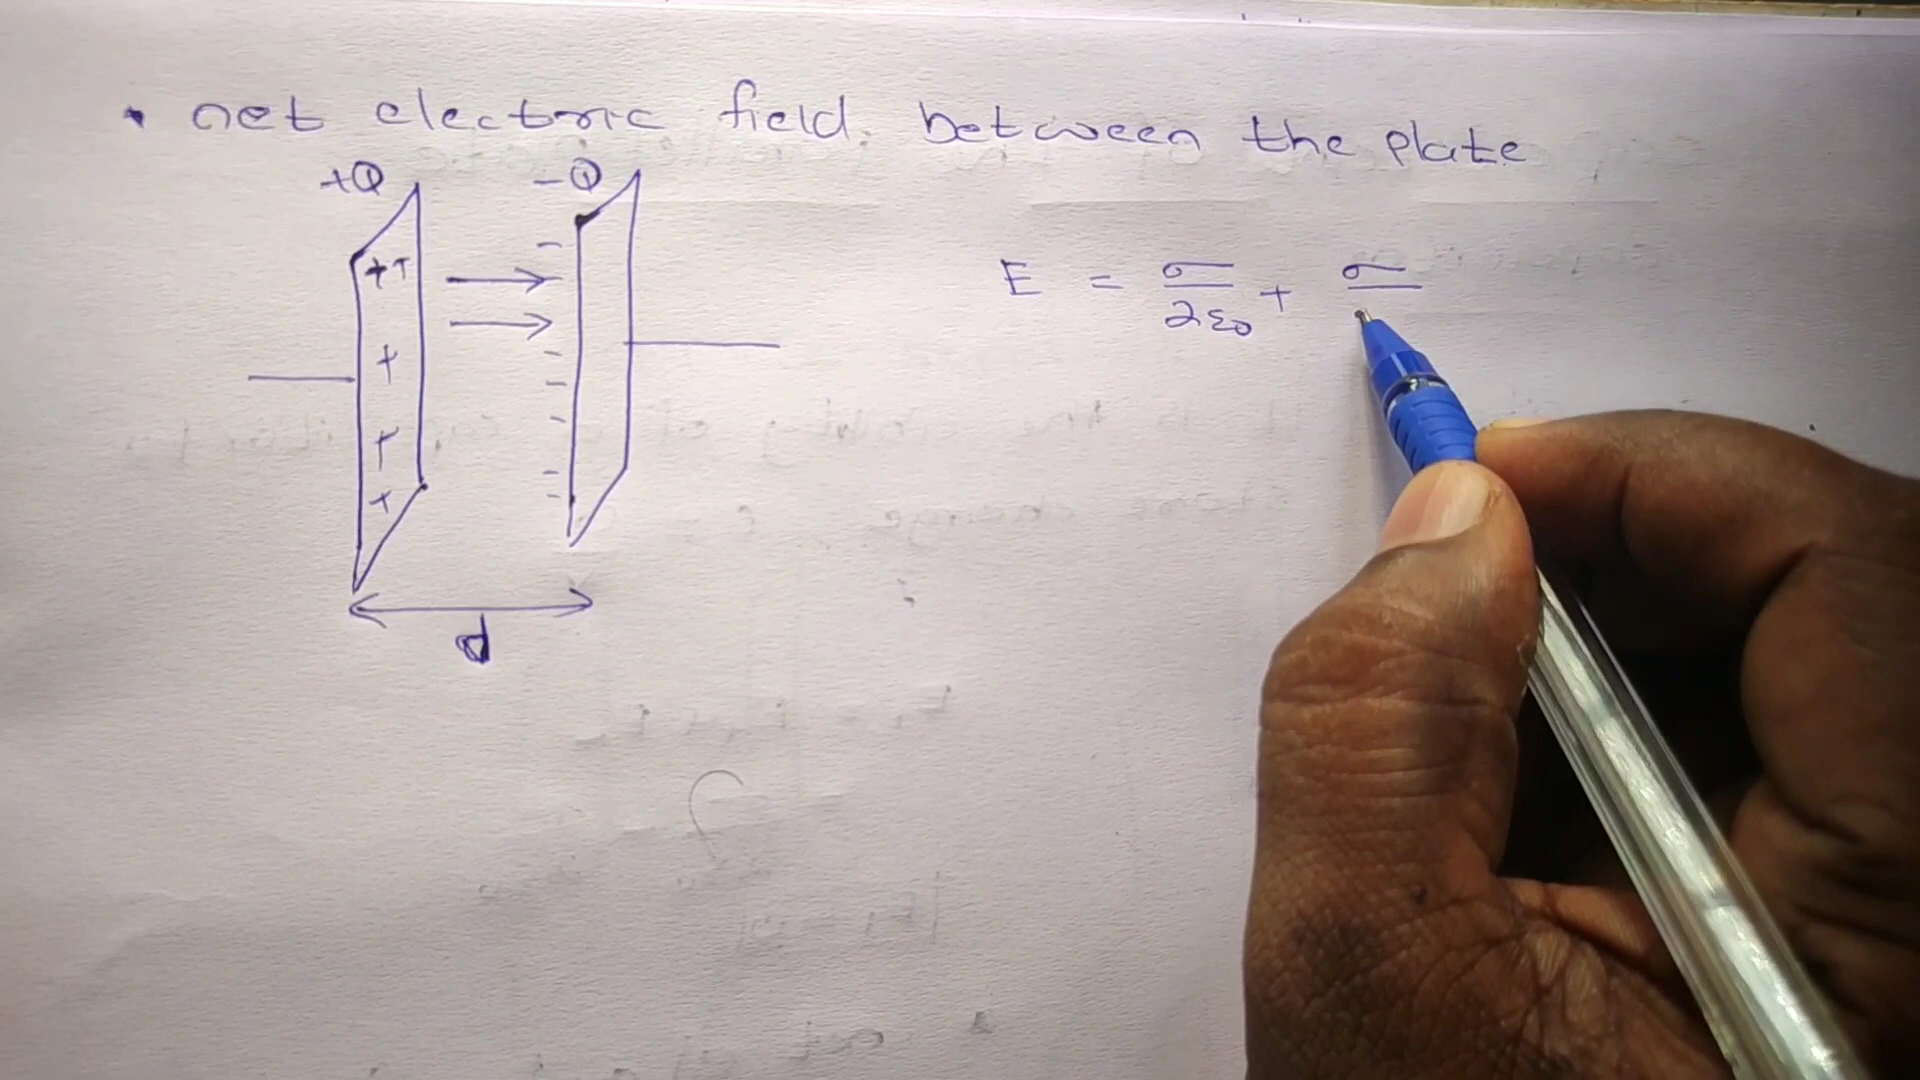 • net electric field. between the plate
+Q -Q
E = σ/2ε₀ + σ/
d